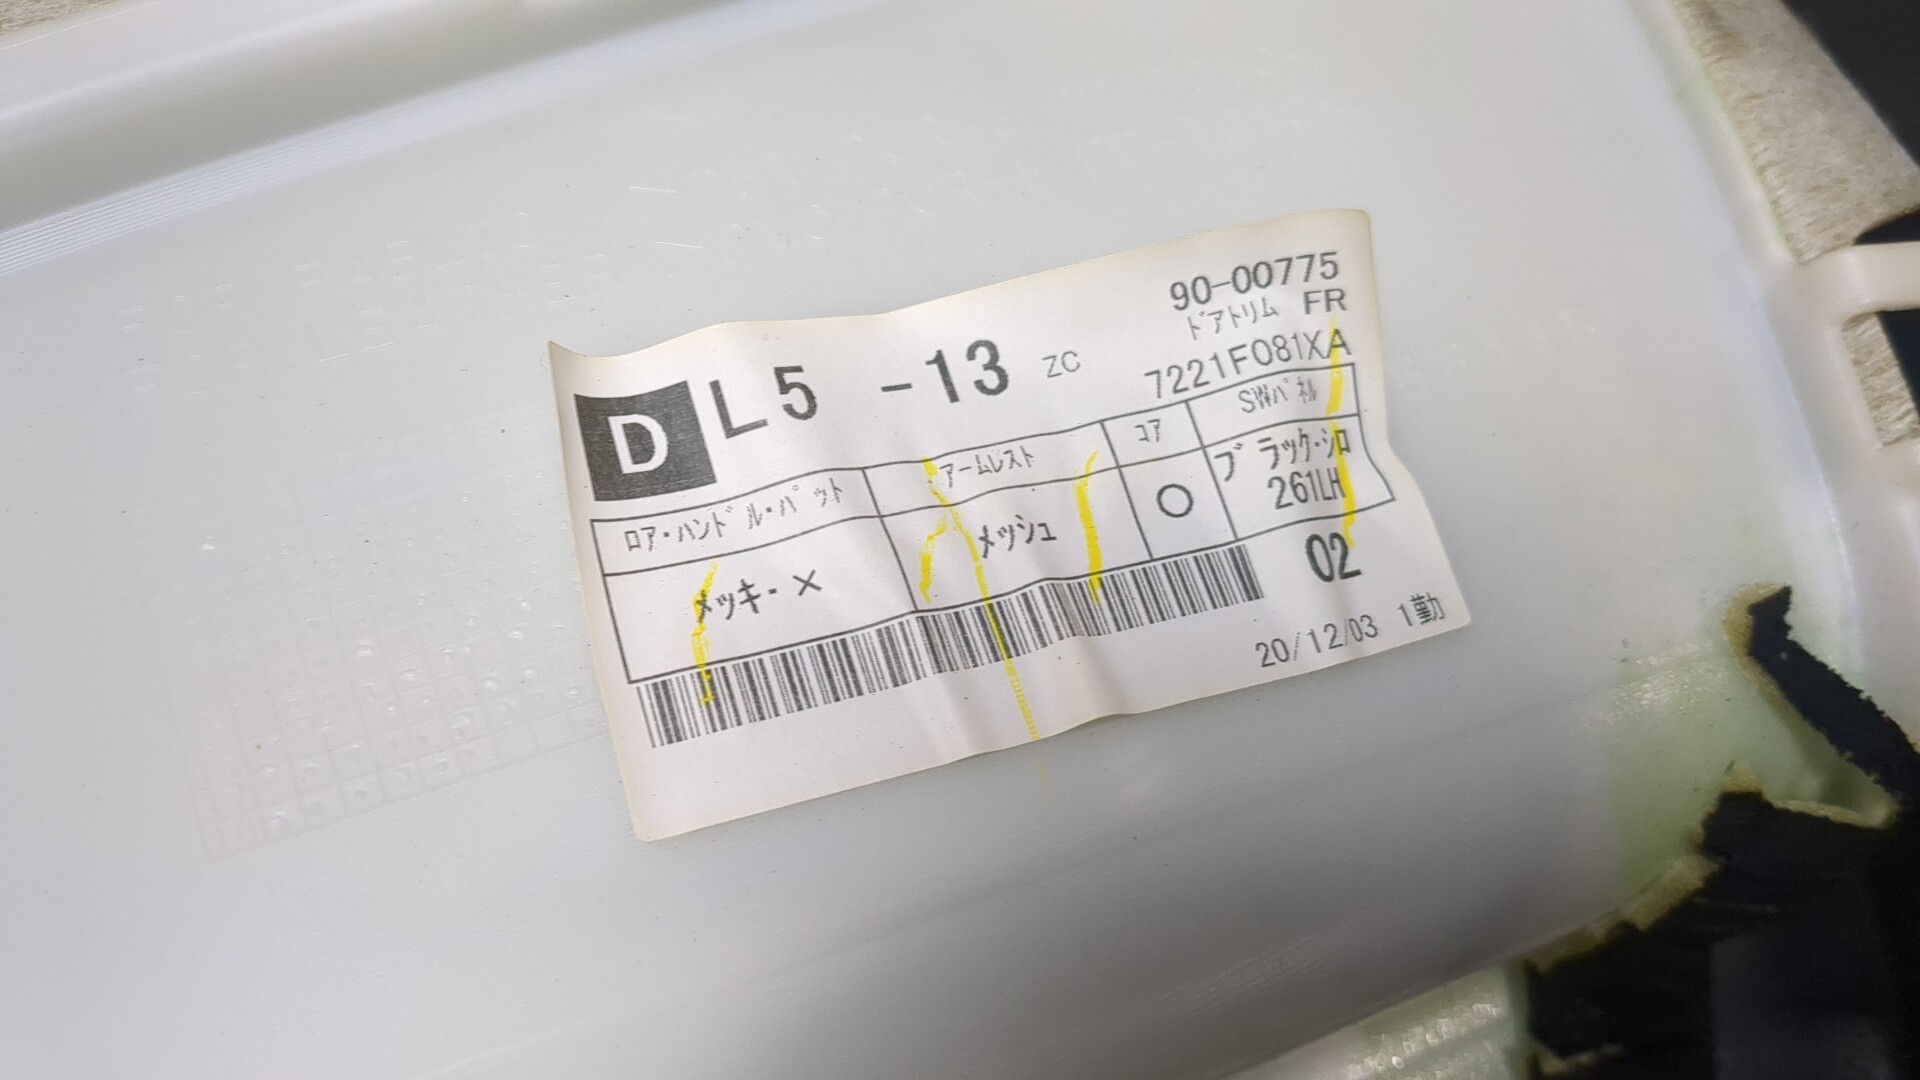 90-00775
ドアトリム FR
D L5 -13 ZC 7221F081XA
ロア・ハンドル・パット アームレスト コア SWパネル
メッキ・× メッシュ ○ ブラック・シロ
261LH
02
20/12/03 1勤